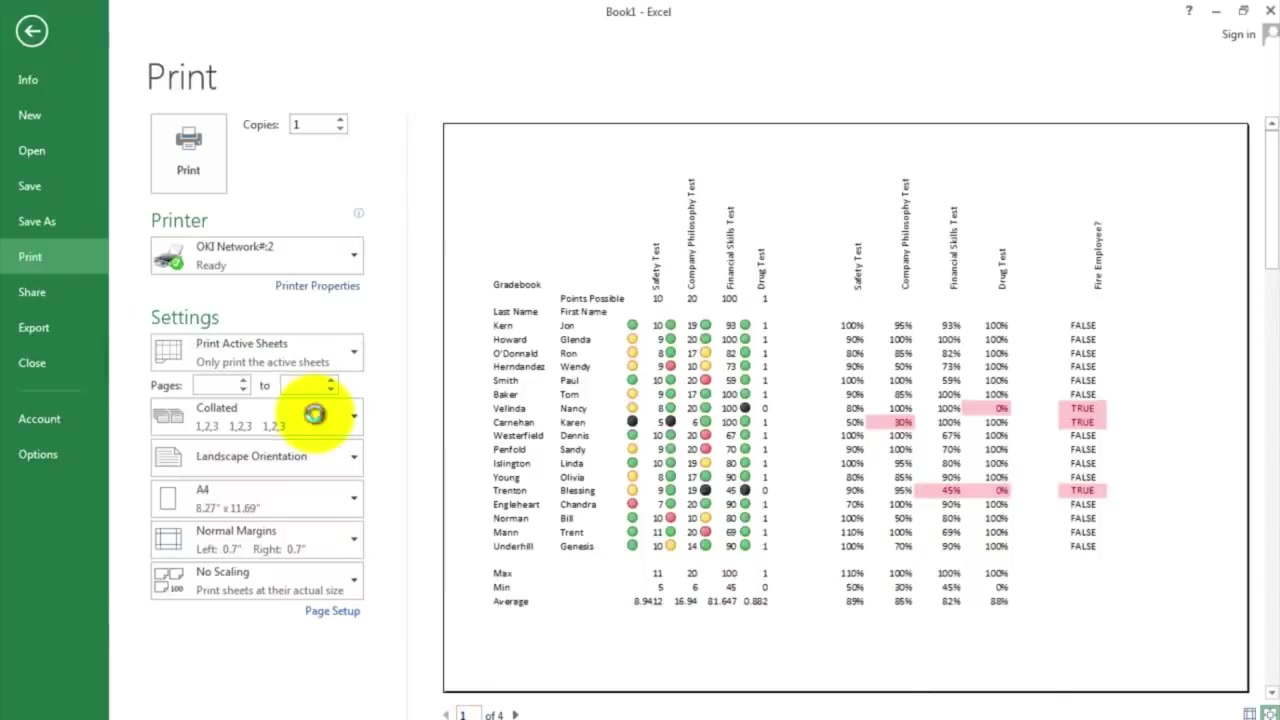 Book1 - Excel
?
Sign in
Info
New
Open
Save
Save As
Print
Share
Export
Close
Account
Options
Print
Copies: 1
Print
Printer
OKI Network#:2
Ready
Printer Properties
Settings
Print Active Sheets
Only print the active sheets
Pages: to
Collated
1,2,3 1,2,3 1,2,3
Landscape Orientation
A4
8.27" x 11.69"
Normal Margins
Left: 0.7" Right: 0.7"
No Scaling
100 Print sheets at their actual size
Page Setup
Gradebook Safety Test Company Philosophy Test Financial Skills Test Drug Test Safety Test Company Philosophy Test Financial Skills Test Drug Test Fire Employee?
Points Possible 10 20 100 1
Last Name First Name
Kern Jon 10 19 93 1 100% 95% 93% 100% FALSE
Howard Glenda 9 20 100 1 90% 100% 100% 100% FALSE
O'Donnald Ron 8 17 82 1 80% 85% 82% 100% FALSE
Herndandez Wendy 9 10 73 1 90% 50% 73% 100% FALSE
Smith Paul 10 20 59 1 100% 100% 59% 100% FALSE
Baker Tom 9 17 100 1 90% 85% 100% 100% FALSE
Velinda Nancy 8 20 100 0 80% 100% 100% 0% TRUE
Carnehan Karen 5 6 100 1 50% 30% 100% 100% TRUE
Westerfield Dennis 10 20 67 1 100% 100% 67% 100% FALSE
Penfold Sandy 9 20 70 1 90% 100% 70% 100% FALSE
Islington Linda 10 19 80 1 100% 95% 80% 100% FALSE
Young Olivia 8 17 90 1 80% 85% 90% 100% FALSE
Trenton Blessing 9 19 45 0 90% 95% 45% 0% TRUE
Engleheart Chandra 7 20 90 1 70% 100% 90% 100% FALSE
Norman Bill 10 10 80 1 100% 50% 80% 100% FALSE
Mann Trent 11 20 69 1 110% 100% 69% 100% FALSE
Underhill Genesis 10 14 90 1 100% 70% 90% 100% FALSE
Max 11 20 100 1 110% 100% 100% 100%
Min 5 6 45 0 50% 30% 45% 0%
Average 8.9412 16.94 81.647 0.882 89% 85% 82% 88%
1 of 4